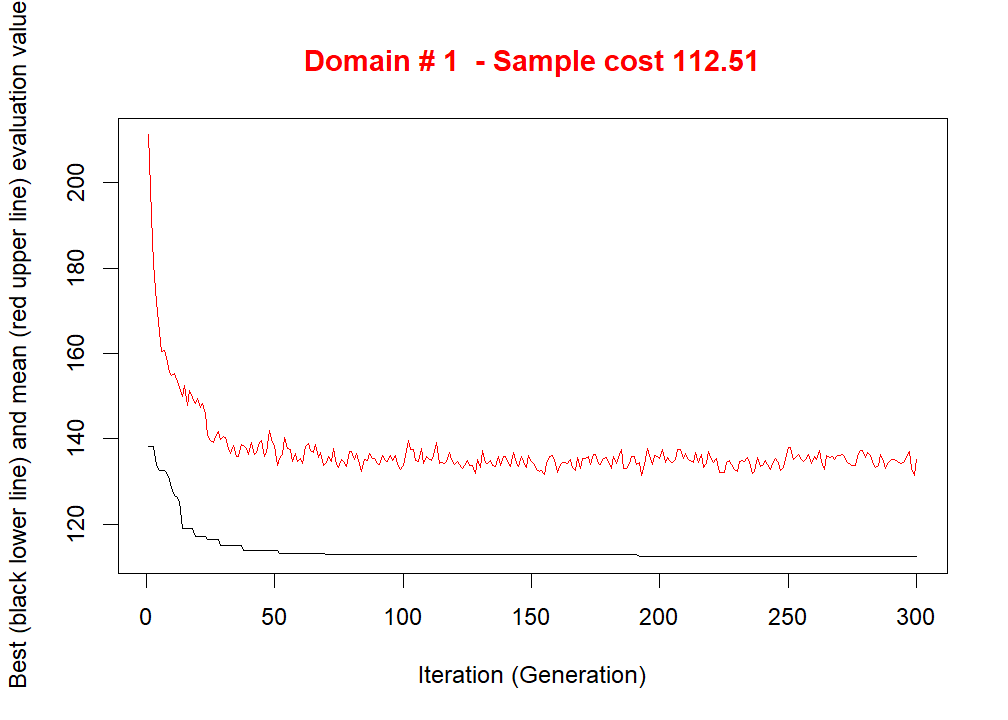 Domain # 1  - Sample cost 112.51
Best (black lower line) and mean (red upper line) evaluation value
200
180
160
140
120
0 50 100 150 200 250 300
Iteration (Generation)